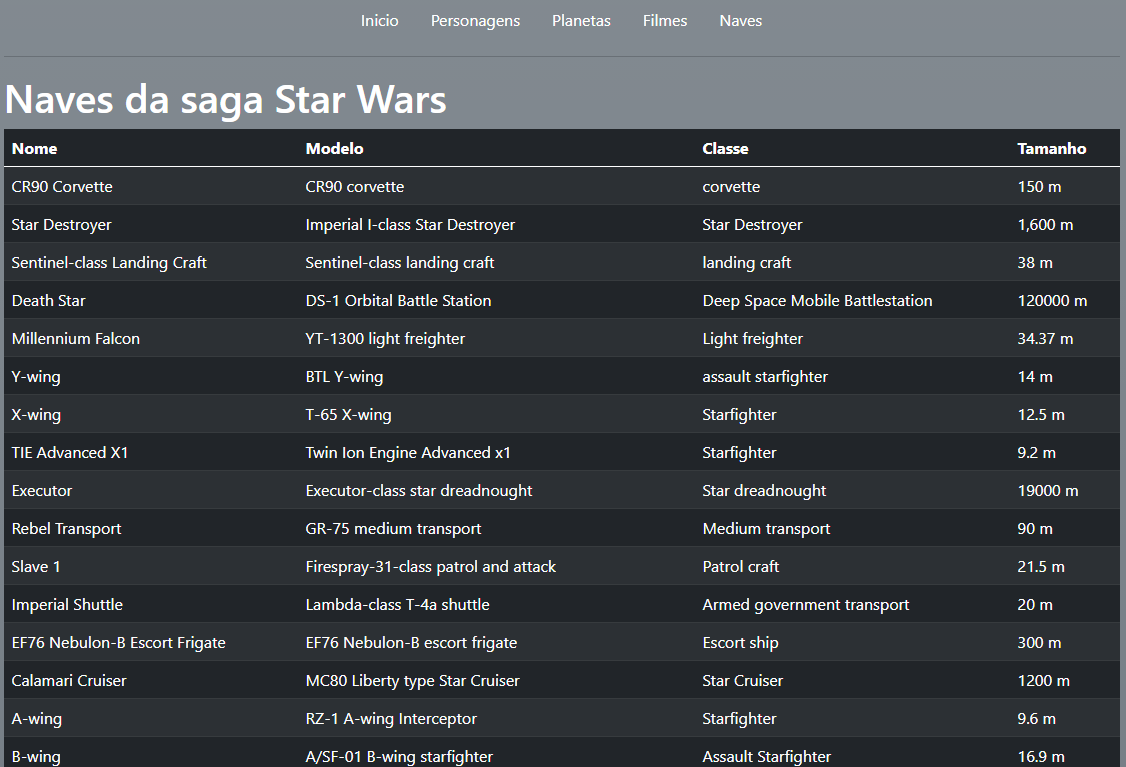 Inicio Personagens Planetas Filmes Naves
Naves da saga Star Wars
Nome Modelo Classe Tamanho
CR90 Corvette CR90 corvette corvette 150 m
Star Destroyer Imperial I-class Star Destroyer Star Destroyer 1,600 m
Sentinel-class Landing Craft Sentinel-class landing craft landing craft 38 m
Death Star DS-1 Orbital Battle Station Deep Space Mobile Battlestation 120000 m
Millennium Falcon YT-1300 light freighter Light freighter 34.37 m
Y-wing BTL Y-wing assault starfighter 14 m
X-wing T-65 X-wing Starfighter 12.5 m
TIE Advanced X1 Twin Ion Engine Advanced x1 Starfighter 9.2 m
Executor Executor-class star dreadnought Star dreadnought 19000 m
Rebel Transport GR-75 medium transport Medium transport 90 m
Slave 1 Firespray-31-class patrol and attack Patrol craft 21.5 m
Imperial Shuttle Lambda-class T-4a shuttle Armed government transport 20 m
EF76 Nebulon-B Escort Frigate EF76 Nebulon-B escort frigate Escort ship 300 m
Calamari Cruiser MC80 Liberty type Star Cruiser Star Cruiser 1200 m
A-wing RZ-1 A-wing Interceptor Starfighter 9.6 m
B-wing A/SF-01 B-wing starfighter Assault Starfighter 16.9 m